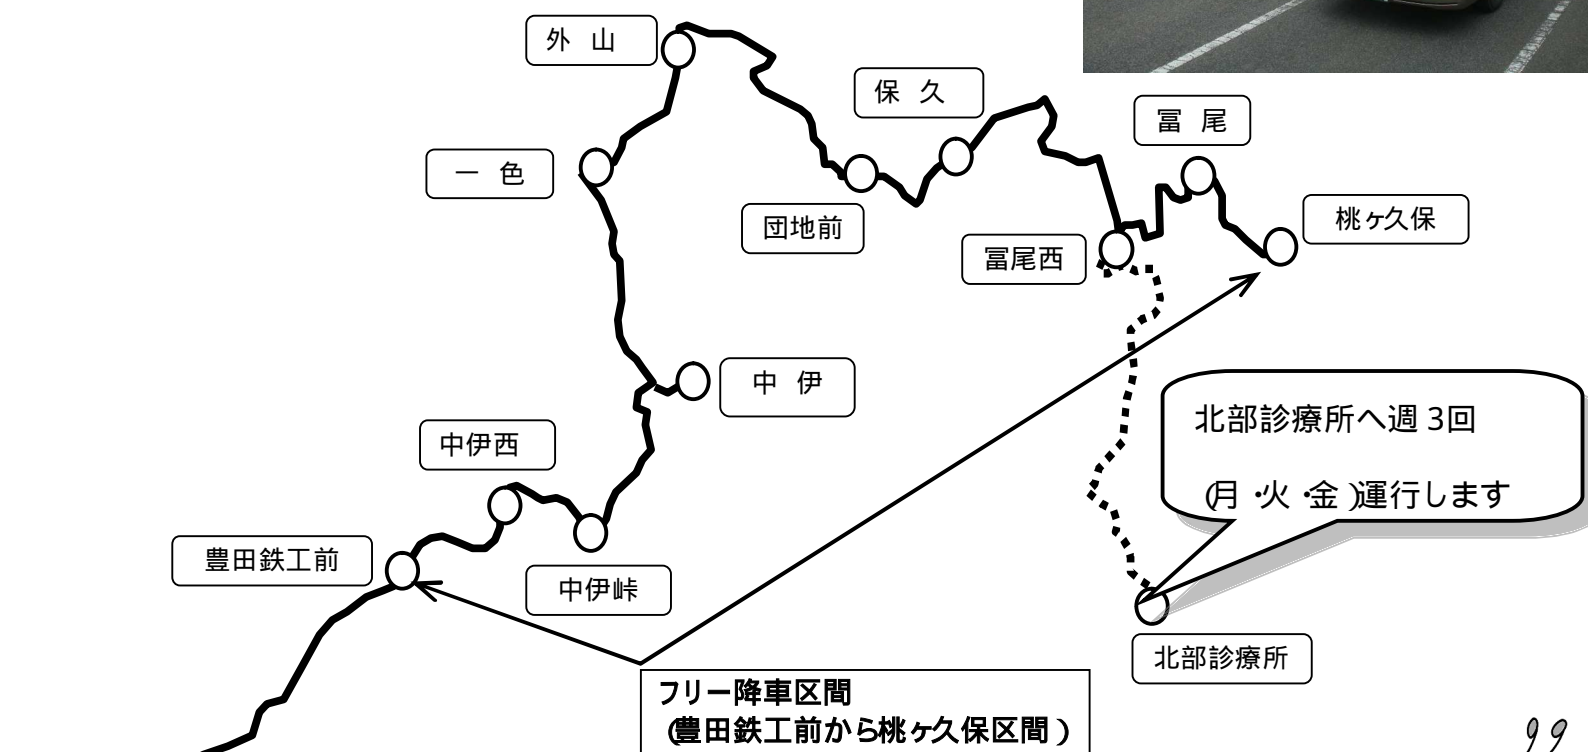 外 山
保 久
冨 尾
一 色
桃ヶ久保
団地前
冨尾西
中 伊
北部診療所へ週3回
(月・火・金)運行します
中伊西
豊田鉄工前
中伊峠
北部診療所
フリー降車区間
(豊田鉄工前から桃ヶ久保区間)
99